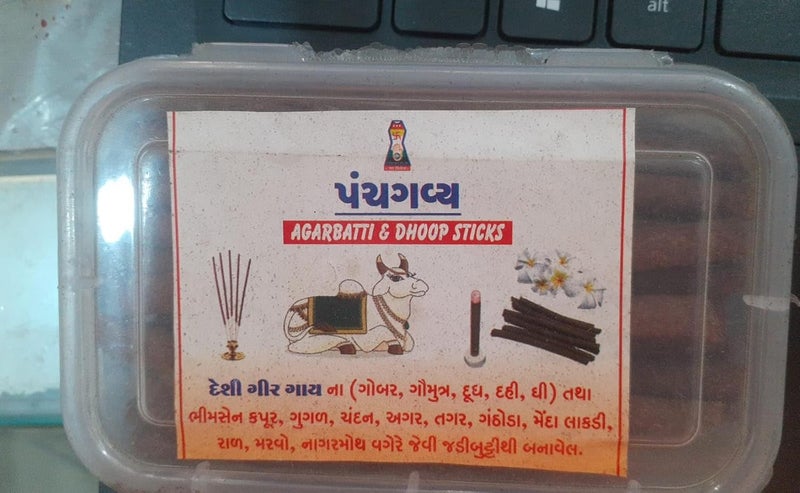 alt
પંચગવ્ય
AGARBATTI & DHOOP STICKS
દેશી ગીર ગાય ના (ગોબર, ગૌમુત્ર, દૂધ, દહી, ઘી) તથા
ભીમસેન કપૂર, ગુગળ, ચંદન, અગર, તગર, ગંઠોડા, મેંદા લાકડી,
રાળ, મરવો, નાગરમોથ વગેરે જેવી જડીબુટ્ટીથી બનાવેલ.